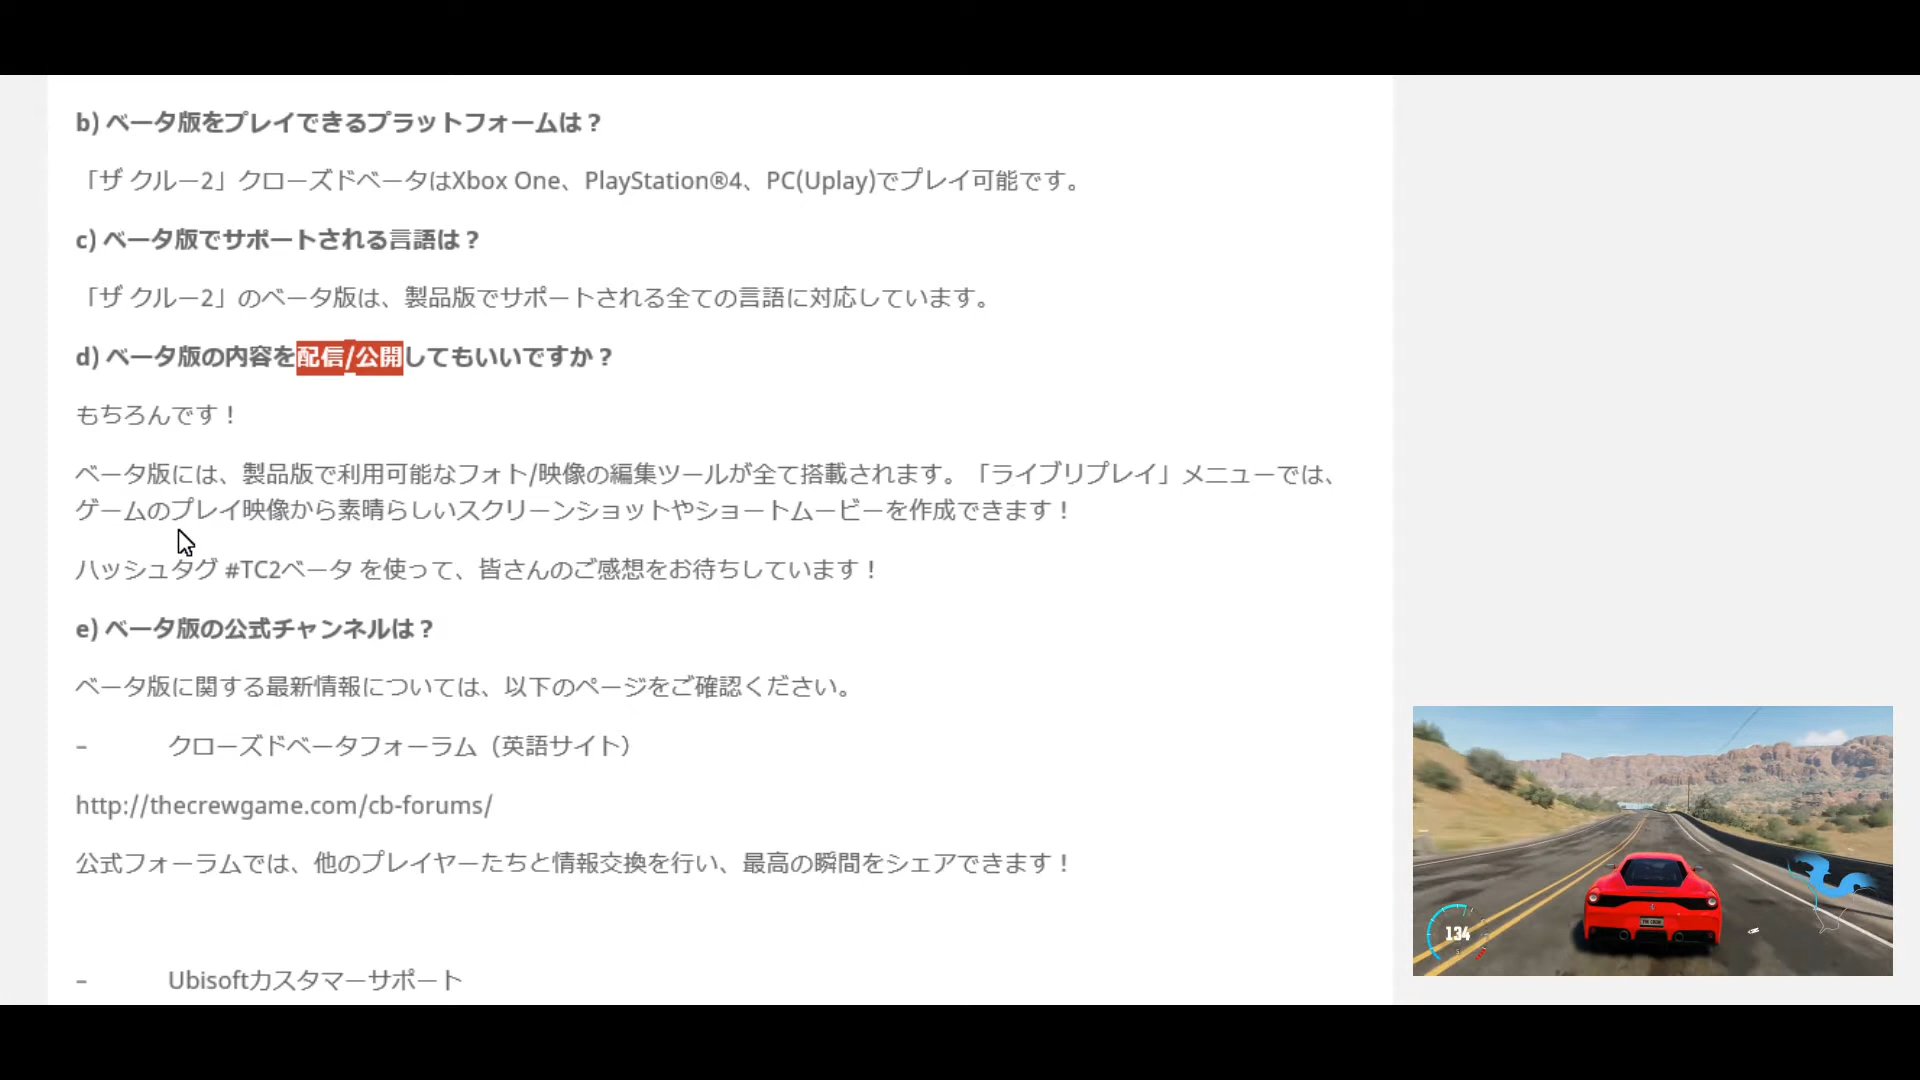 b) ベータ版をプレイできるプラットフォームは？
「ザ クルー2」クローズドベータはXbox One、PlayStation®4、PC(Uplay)でプレイ可能です。
c) ベータ版でサポートされる言語は？
「ザ クルー2」のベータ版は、製品版でサポートされる全ての言語に対応しています。
d) ベータ版の内容を配信/公開してもいいですか？
もちろんです！
ベータ版には、製品版で利用可能なフォト/映像の編集ツールが全て搭載されます。「ライブリプレイ」メニューでは、
ゲームのプレイ映像から素晴らしいスクリーンショットやショートムービーを作成できます！
ハッシュタグ #TC2ベータ を使って、皆さんのご感想をお待ちしています！
e) ベータ版の公式チャンネルは？
ベータ版に関する最新情報については、以下のページをご確認ください。
– クローズドベータフォーラム（英語サイト）
http://thecrewgame.com/cb-forums/
公式フォーラムでは、他のプレイヤーたちと情報交換を行い、最高の瞬間をシェアできます！
– Ubisoftカスタマーサポート
134